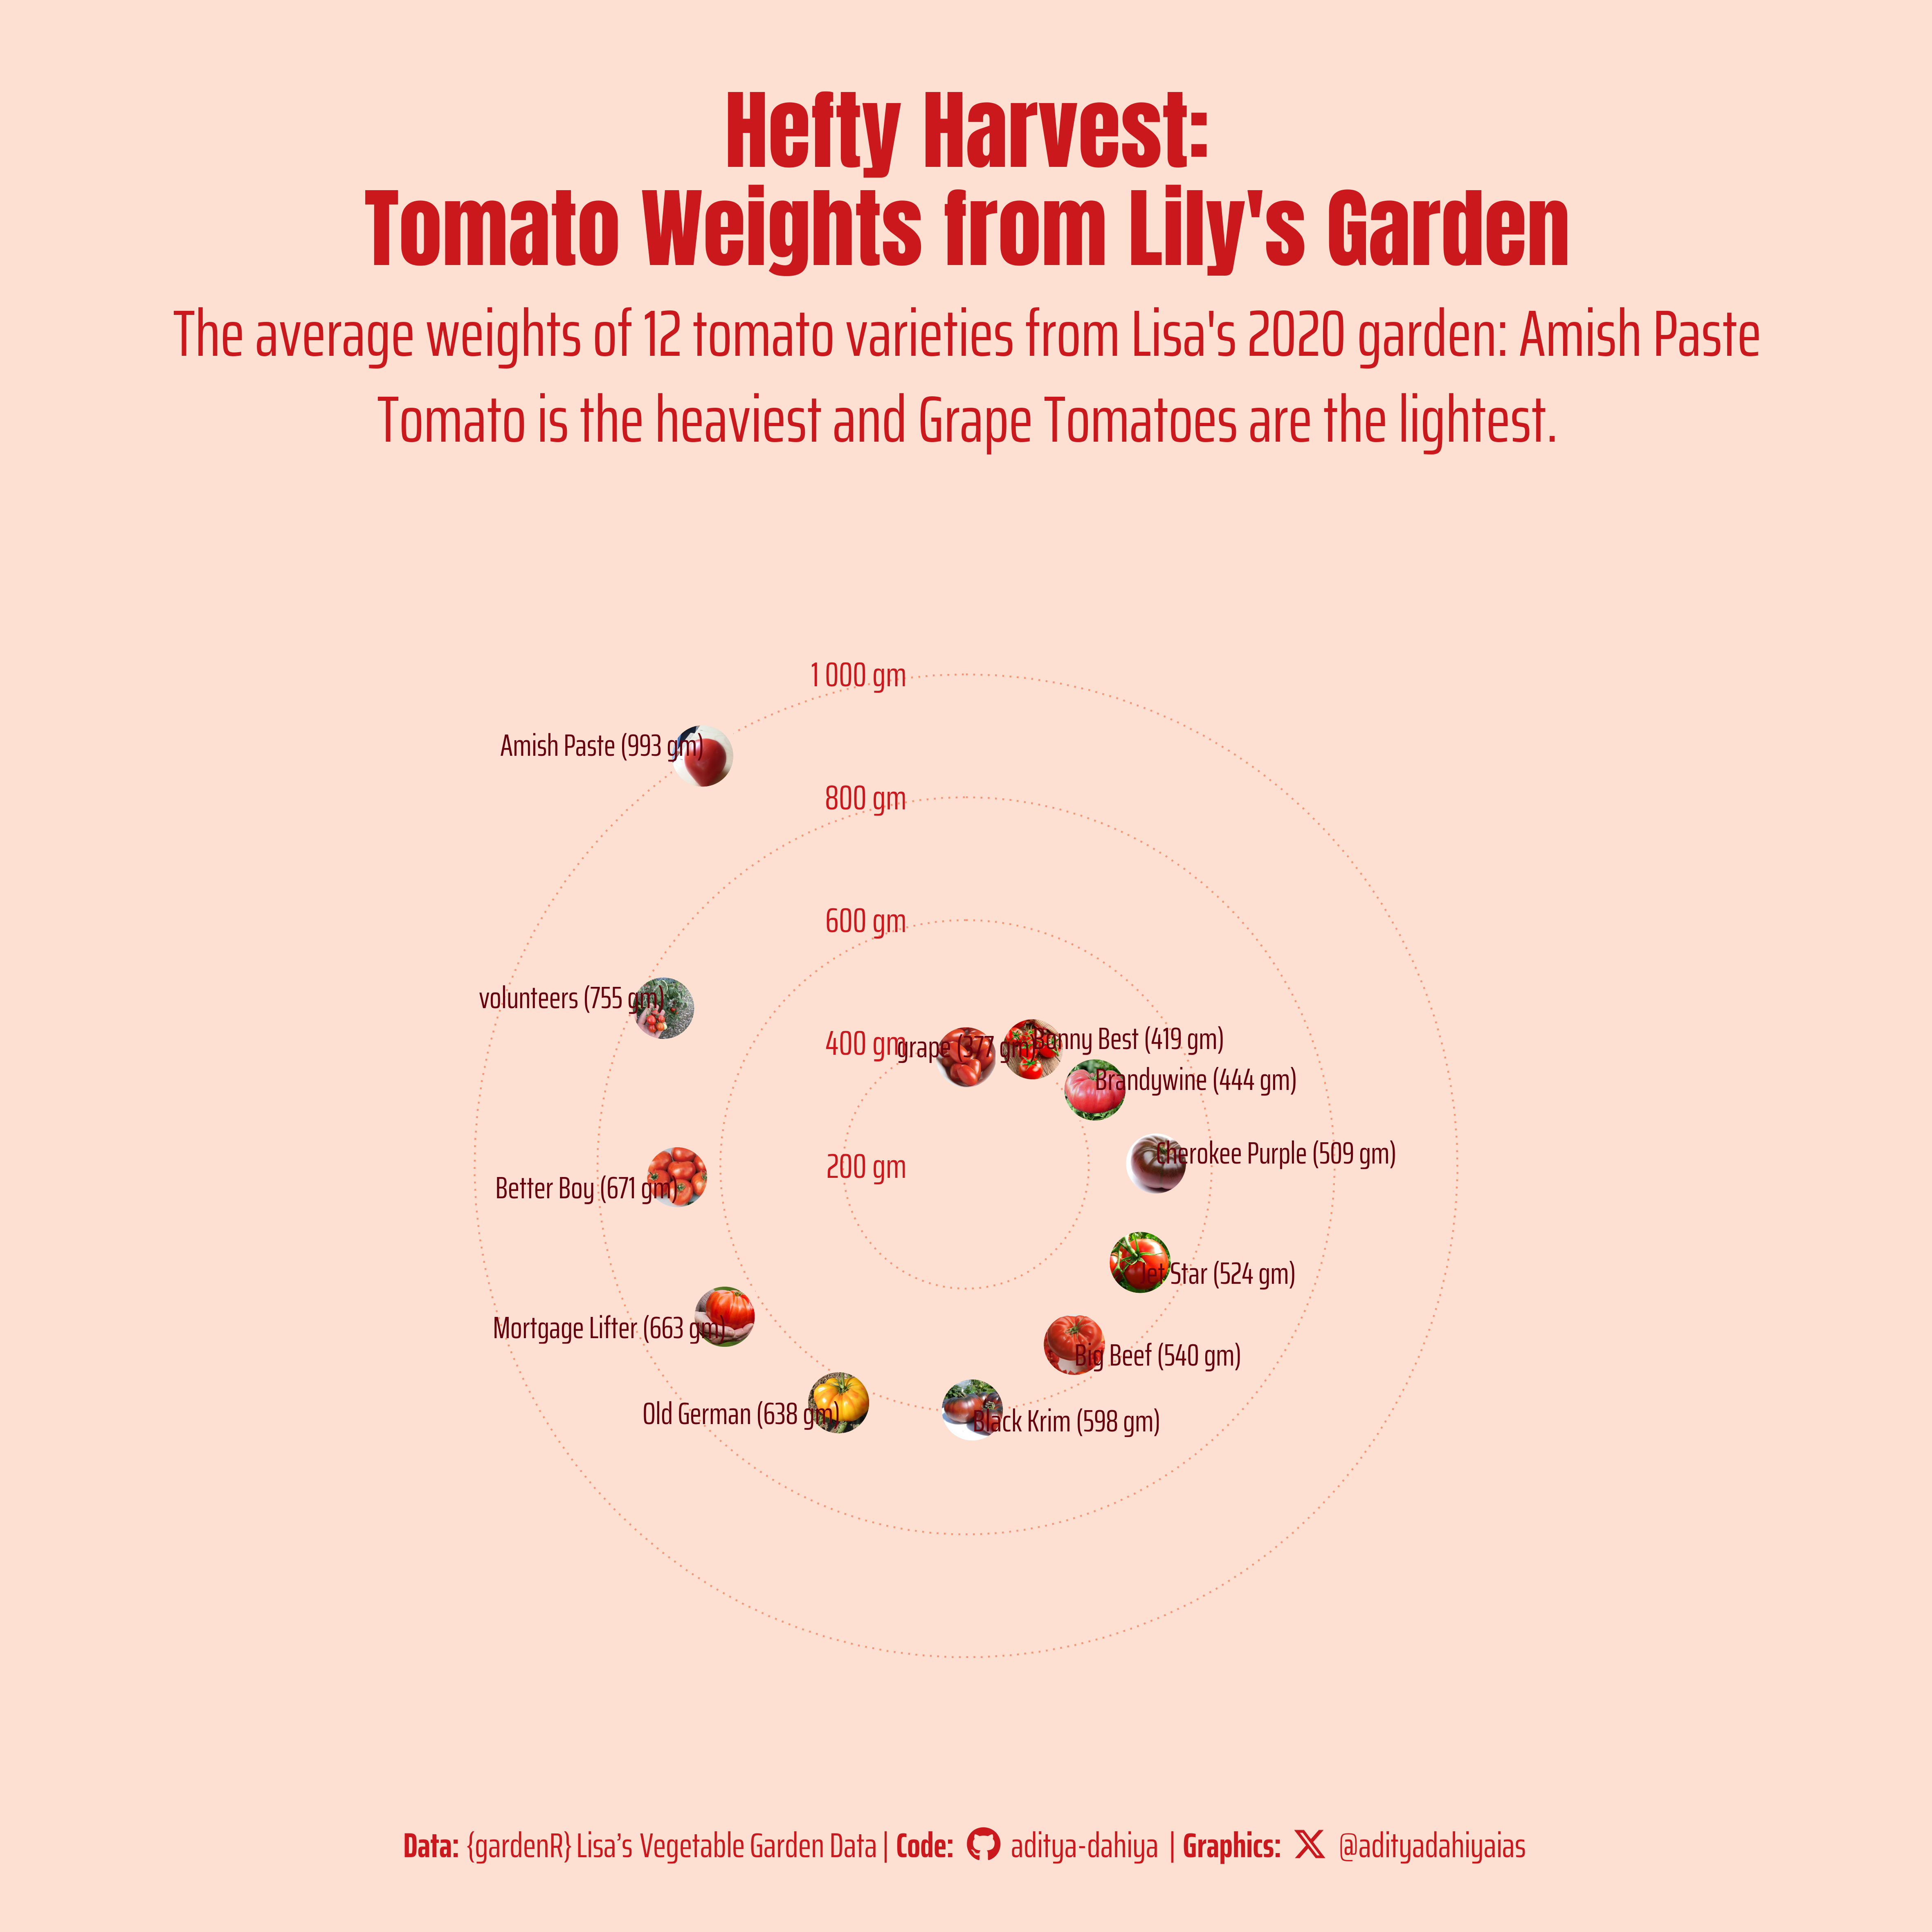 Hefty Harvest:
Tomato Weights from Lily's Garden
The average weights of 12 tomato varieties from Lisa's 2020 garden: Amish Paste
Tomato is the heaviest and Grape Tomatoes are the lightest.
1 000 gm
Amish Paste (993 gm)
800 gm
600 gm
volunteers (755 gm)
400 gm
grape (377 gm)
Bonny Best (419 gm)
Brandywine (444 gm)
Cherokee Purple (509 gm)
200 gm
Better Boy (671 gm)
Jet Star (524 gm)
Mortgage Lifter (663 gm)
Big Beef (540 gm)
Old German (638 gm)
Black Krim (598 gm)
Data: {gardenR} Lisa’s Vegetable Garden Data | Code: aditya-dahiya | Graphics: @adityadahiyaias